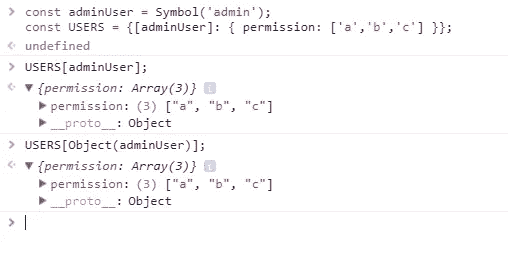 > const adminUser = Symbol('admin');
const USERS = {[adminUser]: { permission: ['a','b','c'] }};
undefined
> USERS[adminUser];
▼{permission: Array(3)} i
▶permission: (3) ["a", "b", "c"]
▶__proto__: Object
> USERS[Object(adminUser)];
▼{permission: Array(3)} i
▶permission: (3) ["a", "b", "c"]
▶__proto__: Object
>